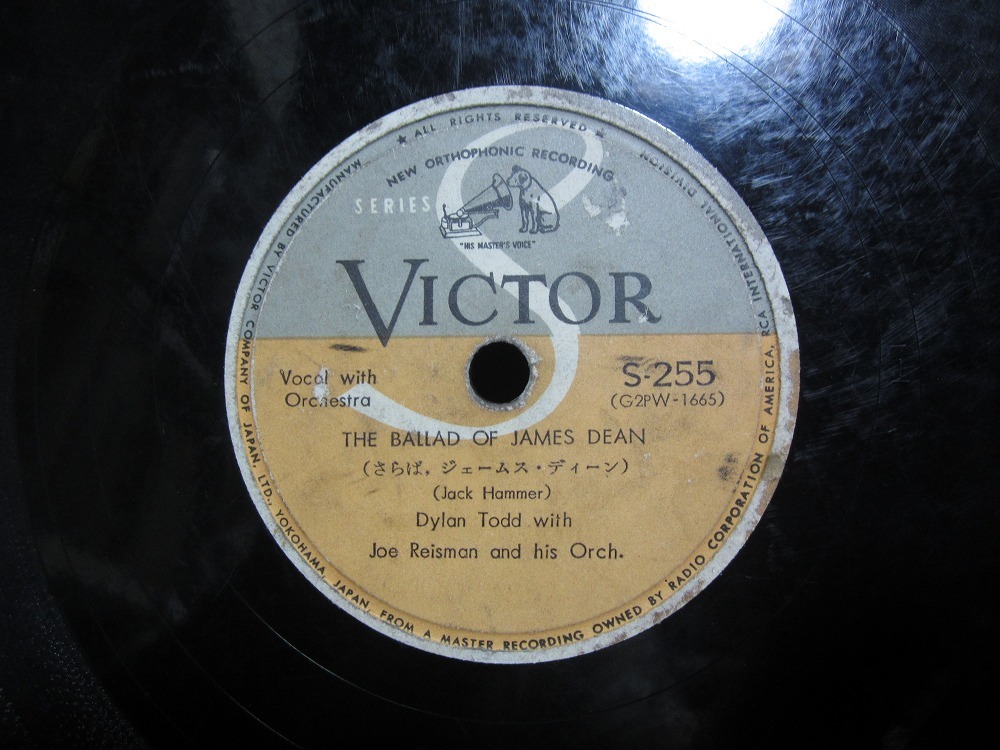 ★ ALL RIGHTS RESERVED ★
NEW ORTHOPHONIC RECORDING
SERIES
S
"HIS MASTER'S VOICE"
VICTOR
Vocal with
Orchestra
S-255
(G2PW-1665)
THE BALLAD OF JAMES DEAN
(さらば，ジェームス・ディーン)
(Jack Hammer)
Dylan Todd with
Joe Reisman and his Orch.
MANUFACTURED BY VICTOR COMPANY OF JAPAN, LTD., YOKOHAMA, JAPAN, FROM A MASTER RECORDING OWNED BY RADIO CORPORATION OF AMERICA, RCA INTERNATIONAL DIVISION